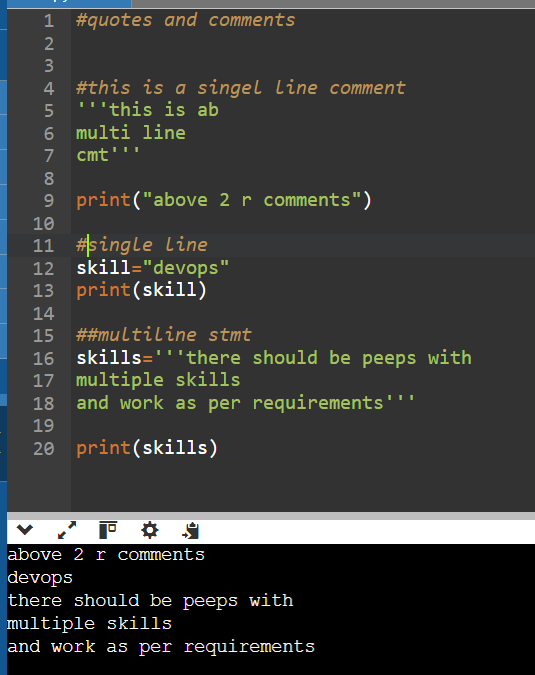 1 #quotes and comments
2
3
4 #this is a singel line comment
5 '''this is ab
6 multi line
7 cmt'''
8
9 print("above 2 r comments")
10
11 #single line
12 skill="devops"
13 print(skill)
14
15 ##multiline stmt
16 skills='''there should be peeps with
17 multiple skills
18 and work as per requirements'''
19
20 print(skills)
above 2 r comments
devops
there should be peeps with
multiple skills
and work as per requirements